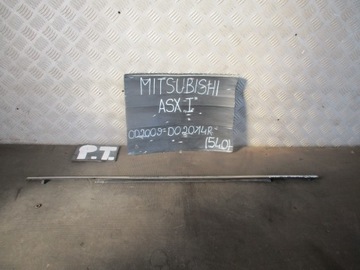 MITSUBISHI
ASX I
OD2009-DO2014R
(540)
P.T.